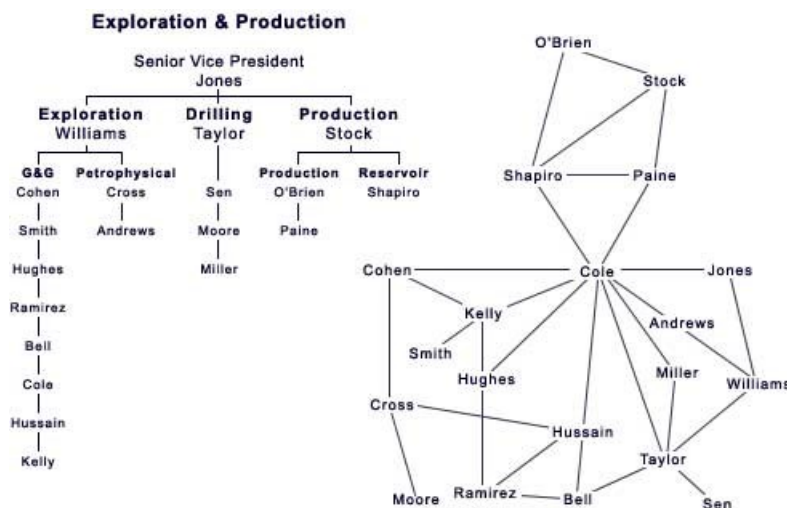 Exploration & Production
Senior Vice President
Jones
Exploration Drilling Production
Williams Taylor Stock
G&G Petrophysical Production Reservoir
Cohen Cross Sen O'Brien Shapiro
Smith Andrews Moore Paine
Hughes Miller
Ramirez
Bell
Cole
Hussain
Kelly
O'Brien
Stock
Shapiro Paine
Cohen Cole Jones
Kelly Andrews
Smith
Hughes Miller Williams
Cross
Hussain
Taylor
Moore Ramirez Bell Sen